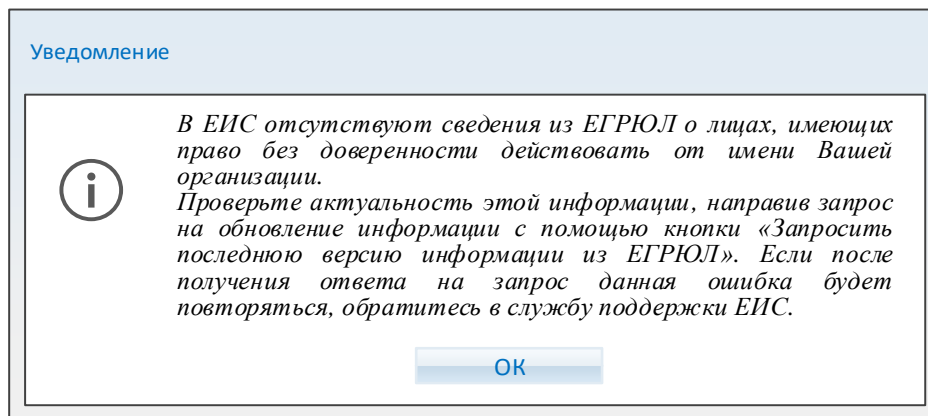 Уведомление
В ЕИС отсутствуют сведения из ЕГРЮЛ о лицах, имеющих
право без доверенности действовать от имени Вашей
организации.
Проверьте актуальность этой информации, направив запрос
на обновление информации с помощью кнопки «Запросить
последнюю версию информации из ЕГРЮЛ». Если после
получения ответа на запрос данная ошибка будет
повторяться, обратитесь в службу поддержки ЕИС.
ОК